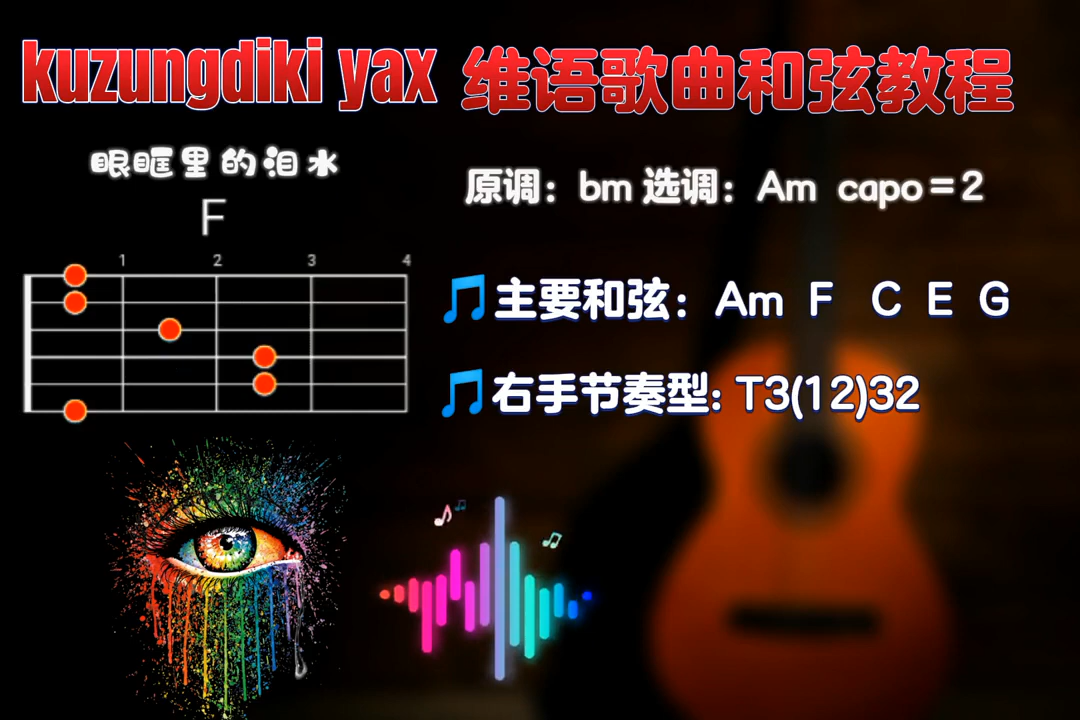 kuzungdiki yax 维语歌曲和弦教程
眼眶里的泪水
原调：bm 选调：Am capo=2
F
1 2 3 4
主要和弦：Am F C E G
右手节奏型: T3(12)32